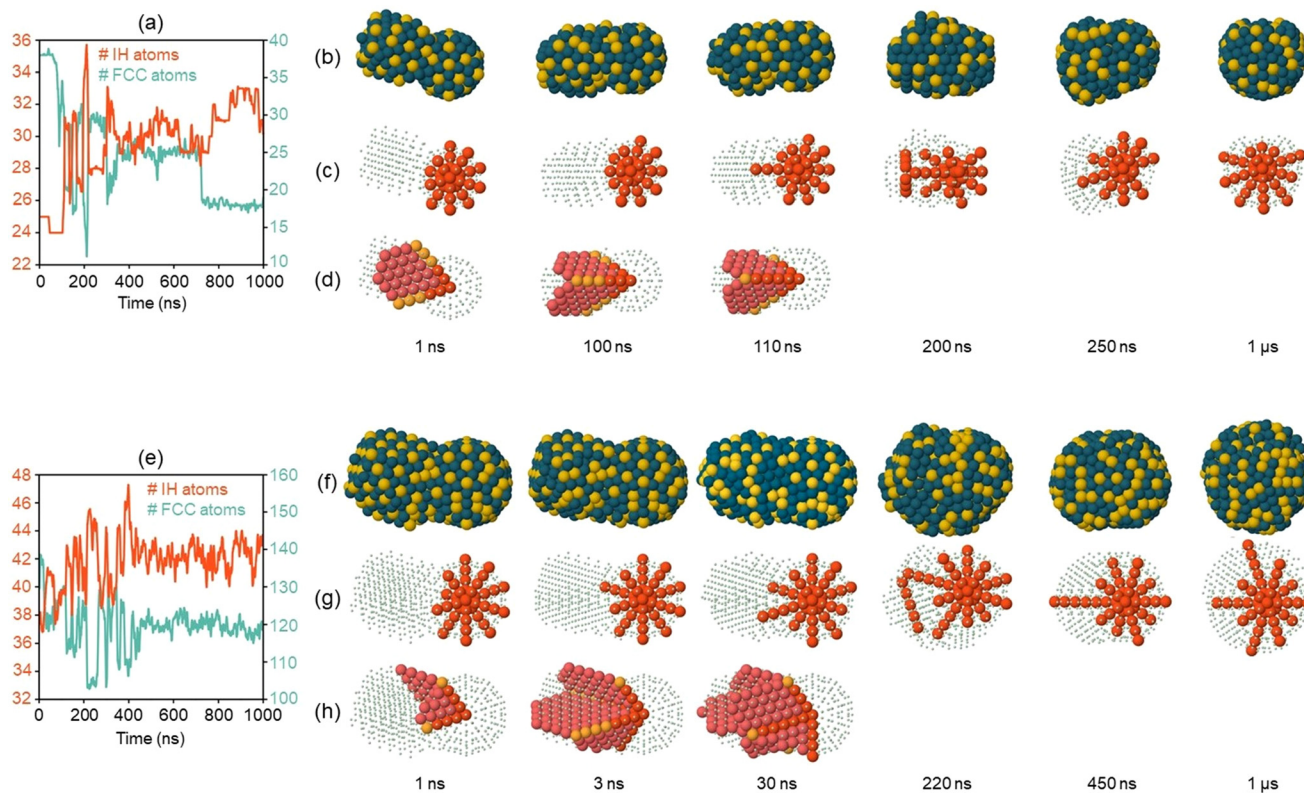 (a)
36
34
32
30
28
26
24
22
# IH atoms
# FCC atoms
40
35
30
25
20
15
10
0 200 400 600 800 1000
Time (ns)
(b)
(c)
(d)
1 ns 100 ns 110 ns 200 ns 250 ns 1 µs
(e)
48
46
44
42
40
38
36
34
32
# IH atoms
# FCC atoms
160
150
140
130
120
110
100
0 200 400 600 800 1000
Time (ns)
(f)
(g)
(h)
1 ns 3 ns 30 ns 220 ns 450 ns 1 µs